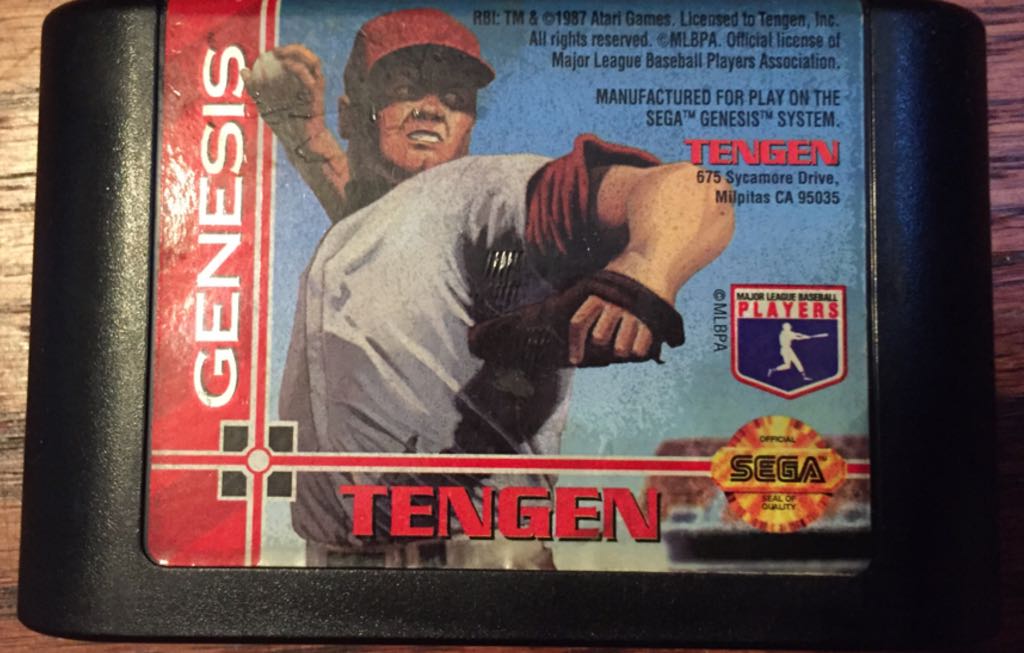 GENESIS
RBI: TM & ©1987 Atari Games. Licensed to Tengen, Inc.
All rights reserved. ©MLBPA. Official license of
Major League Baseball Players Association.
MANUFACTURED FOR PLAY ON THE
SEGA™ GENESIS™ SYSTEM.
TENGEN
675 Sycamore Drive,
Milpitas CA 95035
©MLBPA
MAJOR LEAGUE BASEBALL
PLAYERS
OFFICIAL
SEGA™
SEAL OF
QUALITY
TENGEN